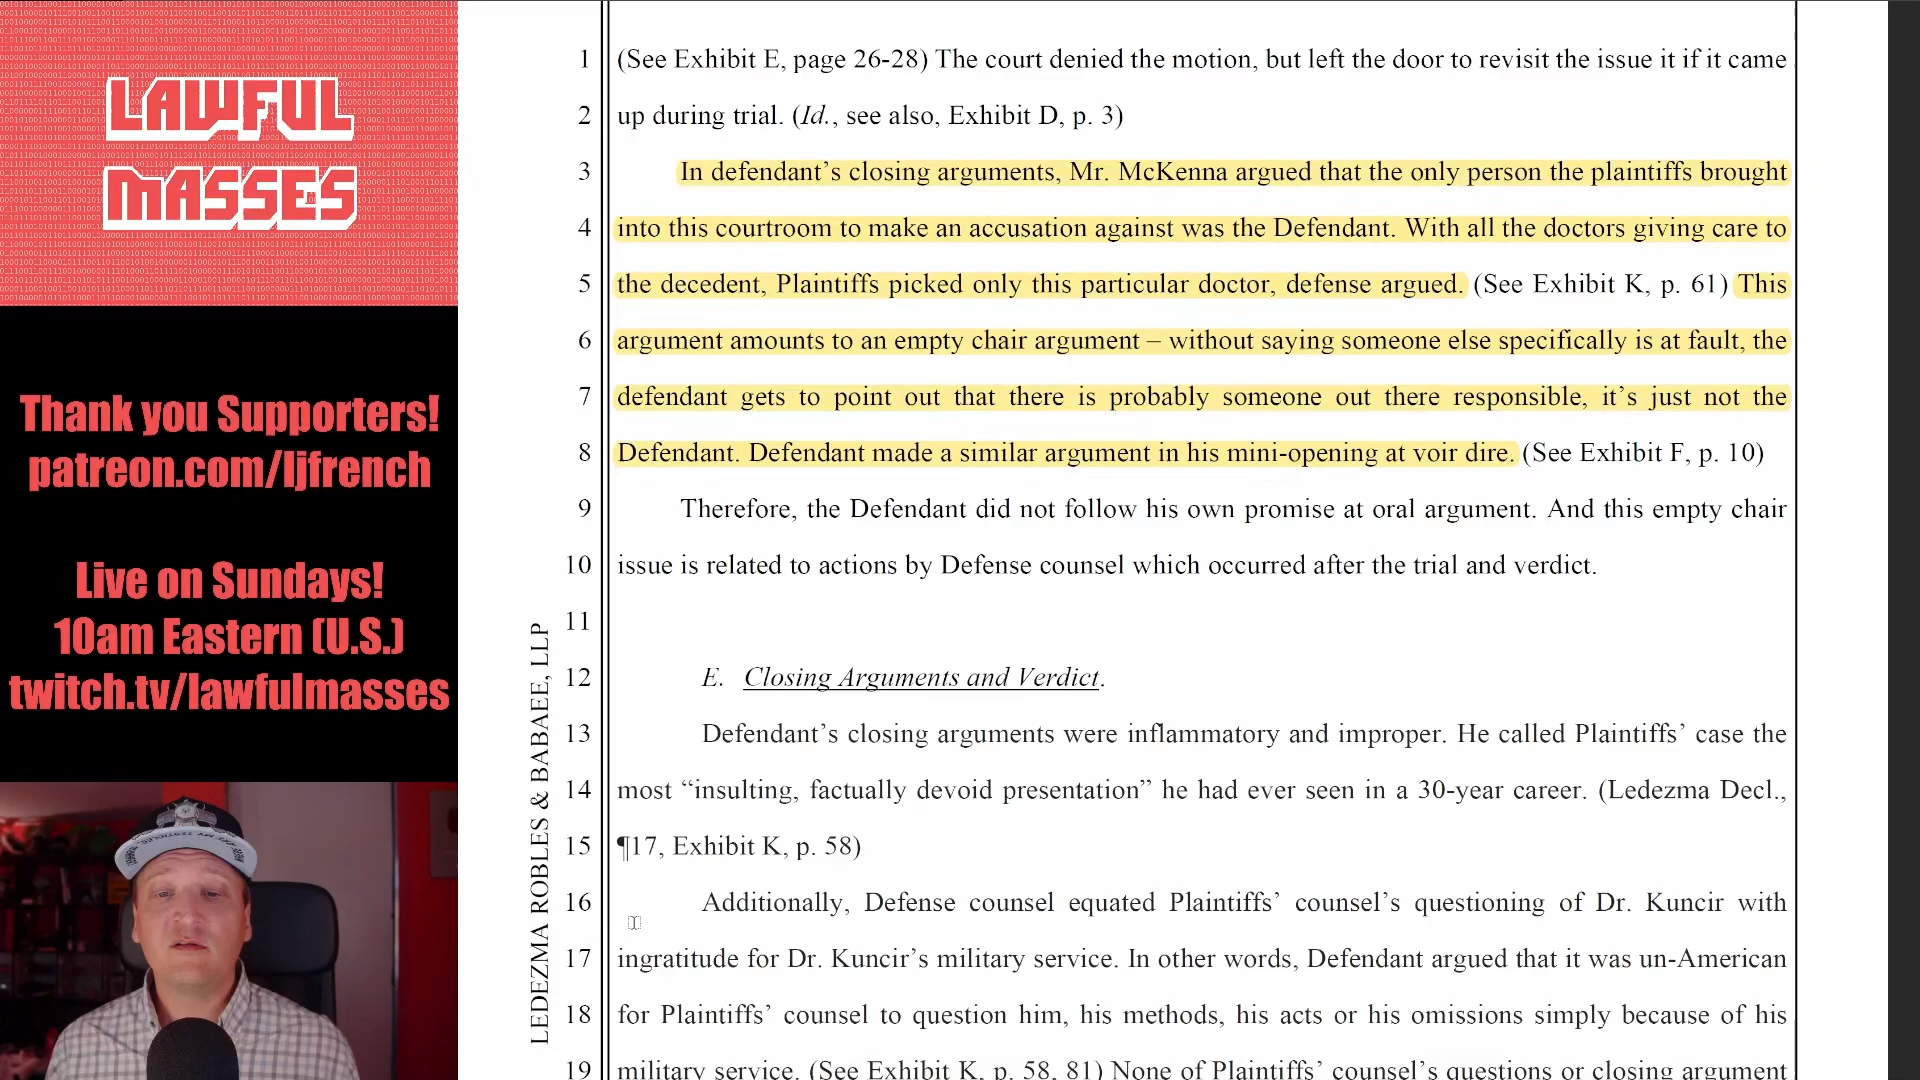 LAWFUL
MASSES
Thank you Supporters!
patreon.com/ljfrench
Live on Sundays!
10am Eastern (U.S.)
twitch.tv/lawfulmasses
LEDEZMA ROBLES & BABAEE, LLP
1 (See Exhibit E, page 26-28) The court denied the motion, but left the door to revisit the issue it if it came
2 up during trial. (Id., see also, Exhibit D, p. 3)
3 In defendant’s closing arguments, Mr. McKenna argued that the only person the plaintiffs brought
4 into this courtroom to make an accusation against was the Defendant. With all the doctors giving care to
5 the decedent, Plaintiffs picked only this particular doctor, defense argued. (See Exhibit K, p. 61) This
6 argument amounts to an empty chair argument – without saying someone else specifically is at fault, the
7 defendant gets to point out that there is probably someone out there responsible, it’s just not the
8 Defendant. Defendant made a similar argument in his mini-opening at voir dire. (See Exhibit F, p. 10)
9 Therefore, the Defendant did not follow his own promise at oral argument. And this empty chair
10 issue is related to actions by Defense counsel which occurred after the trial and verdict.
11
12 E. Closing Arguments and Verdict.
13 Defendant’s closing arguments were inflammatory and improper. He called Plaintiffs’ case the
14 most “insulting, factually devoid presentation” he had ever seen in a 30-year career. (Ledezma Decl.,
15 ¶17, Exhibit K, p. 58)
16 Additionally, Defense counsel equated Plaintiffs’ counsel’s questioning of Dr. Kuncir with
17 ingratitude for Dr. Kuncir’s military service. In other words, Defendant argued that it was un-American
18 for Plaintiffs’ counsel to question him, his methods, his acts or his omissions simply because of his
19 military service. (See Exhibit K, p. 58, 81) None of Plaintiffs’ counsel’s questions or closing argument